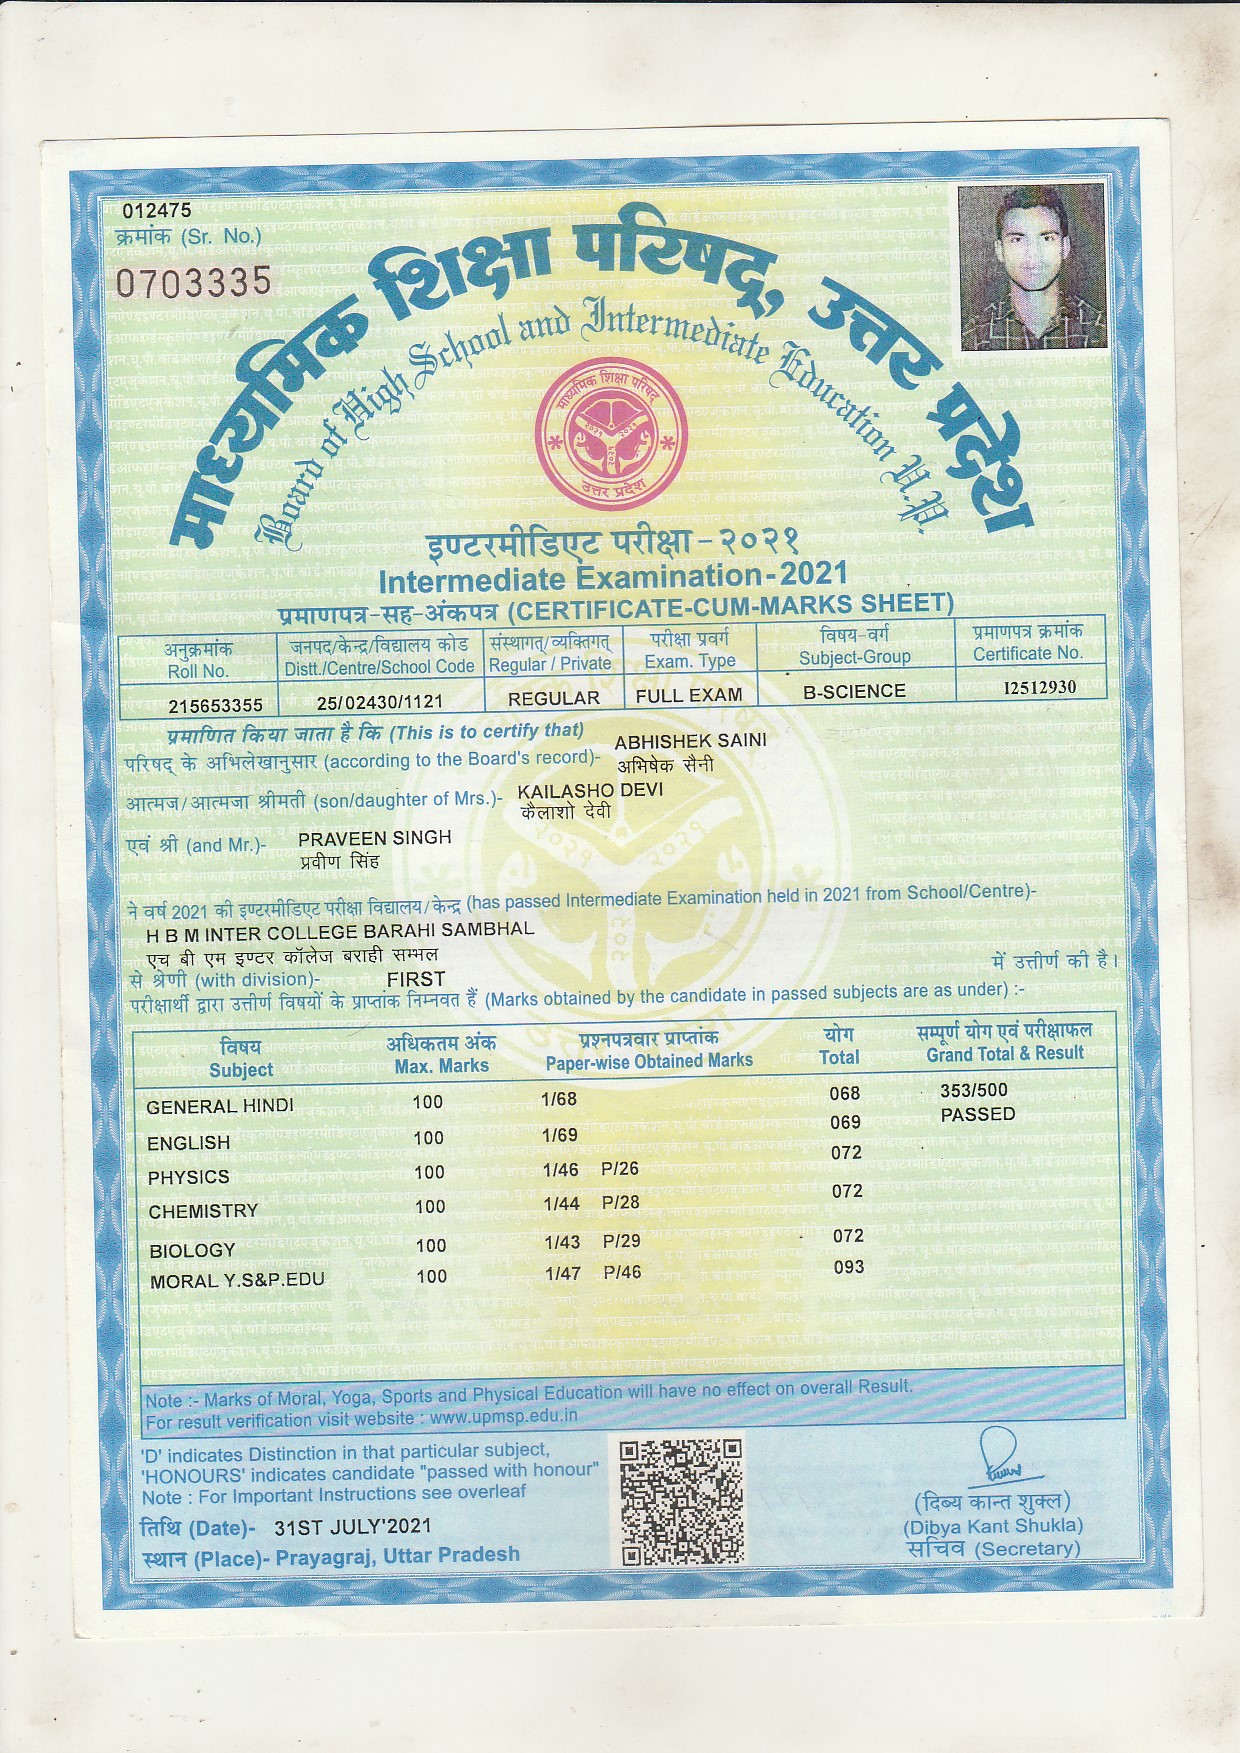 012475
क्रमांक (Sr. No.)
0703335
माध्यमिक शिक्षा परिषद्, उत्तर प्रदेश
Board of High School and Intermediate Education U.P.
माध्यमिक शिक्षा परिषद्
उत्तर प्रदेश
इण्टरमीडिएट परीक्षा - २०२१
Intermediate Examination - 2021
प्रमाणपत्र-सह-अंकपत्र (CERTIFICATE-CUM-MARKS SHEET)
अनुक्रमांक जनपद/केन्द्र/विद्यालय कोड संस्थागत्/व्यक्तिगत् परीक्षा प्रवर्ग विषय-वर्ग प्रमाणपत्र क्रमांक
Roll No. Distt./Centre/School Code Regular / Private Exam. Type Subject-Group Certificate No.
215653355 25/02430/1121 REGULAR FULL EXAM B-SCIENCE I2512930
प्रमाणित किया जाता है कि (This is to certify that)
परिषद् के अभिलेखानुसार (according to the Board's record)- ABHISHEK SAINI
अभिषेक सैनी
आत्मज/आत्मजा श्रीमती (son/daughter of Mrs.)- KAILASHO DEVI
कैलाशो देवी
एवं श्री (and Mr.)- PRAVEEN SINGH
प्रवीण सिंह
ने वर्ष 2021 की इण्टरमीडिएट परीक्षा विद्यालय/केन्द्र (has passed Intermediate Examination held in 2021 from School/Centre)-
H B M INTER COLLEGE BARAHI SAMBHAL
एच बी एम इण्टर कॉलेज बराही सम्भल
से श्रेणी (with division)- FIRST में उत्तीर्ण की है।
परीक्षार्थी द्वारा उत्तीर्ण विषयों के प्राप्तांक निम्नवत हैं (Marks obtained by the candidate in passed subjects are as under) :-
विषय अधिकतम अंक प्रश्नपत्रवार प्राप्तांक योग सम्पूर्ण योग एवं परीक्षाफल
Subject Max. Marks Paper-wise Obtained Marks Total Grand Total & Result
GENERAL HINDI 100 1/68 068 353/500
PASSED
ENGLISH 100 1/69 069
PHYSICS 100 1/46 P/26 072
CHEMISTRY 100 1/44 P/28 072
BIOLOGY 100 1/43 P/29 072
MORAL Y.S&P.EDU 100 1/47 P/46 093
Note :- Marks of Moral, Yoga, Sports and Physical Education will have no effect on overall Result.
For result verification visit website : www.upmsp.edu.in
'D' indicates Distinction in that particular subject,
'HONOURS' indicates candidate "passed with honour"
Note : For Important Instructions see overleaf
तिथि (Date)- 31ST JULY'2021
स्थान (Place)- Prayagraj, Uttar Pradesh
(दिब्य कान्त शुक्ल)
(Dibya Kant Shukla)
सचिव (Secretary)